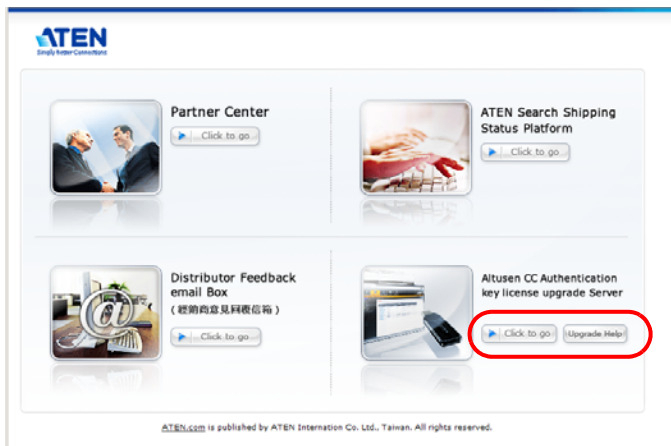 ATEN
Simply Better Connections
Partner Center
Click to go
ATEN Search Shipping
Status Platform
Click to go
Distributor Feedback
email Box
(經銷商意見回覆信箱)
Click to go
Altusen CC Authentication
key license upgrade Server
Click to go
Upgrade Help
ATEN.com is published by ATEN Internation Co. Ltd., Taiwan. All rights reserved.